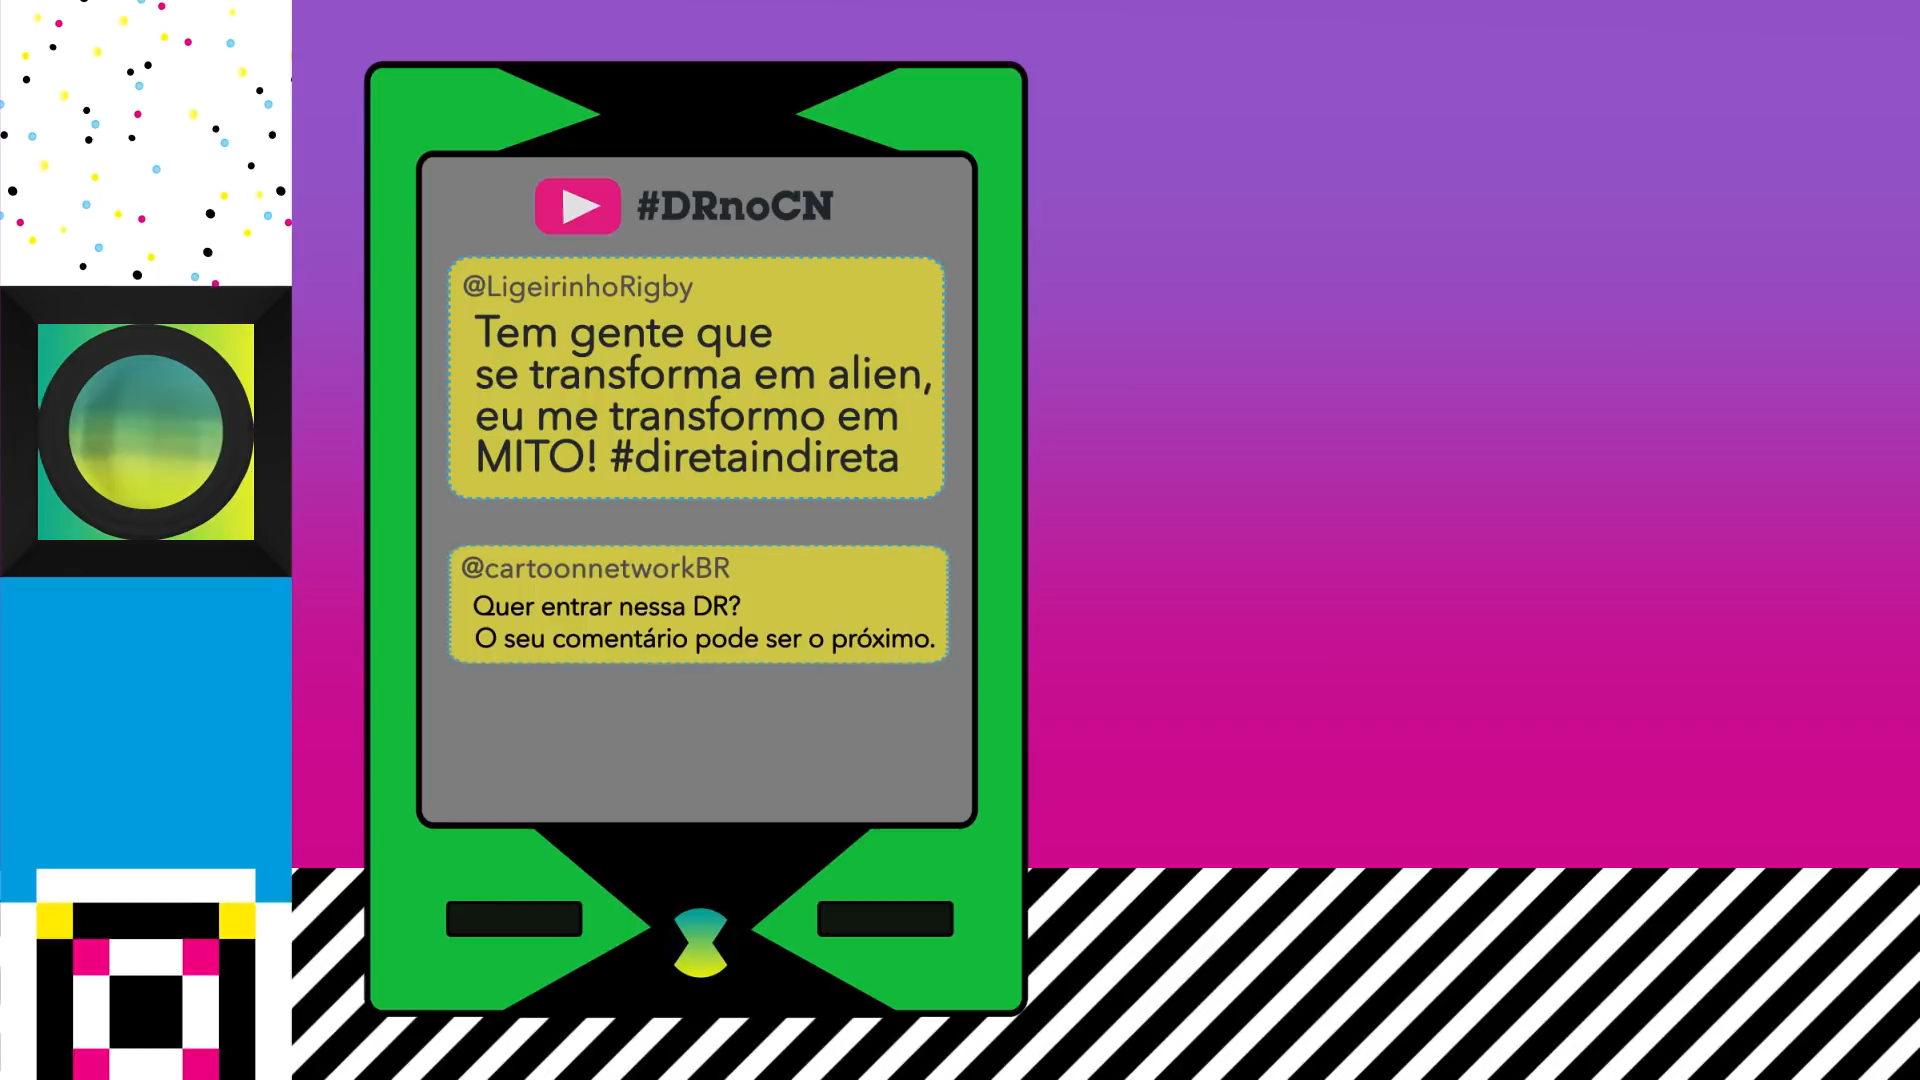 #DRnoCN
@LigeirinhoRigby
Tem gente que
se transforma em alien,
eu me transformo em
MITO! #diretaindireta
@cartoonnetworkBR
Quer entrar nessa DR?
O seu comentário pode ser o próximo.